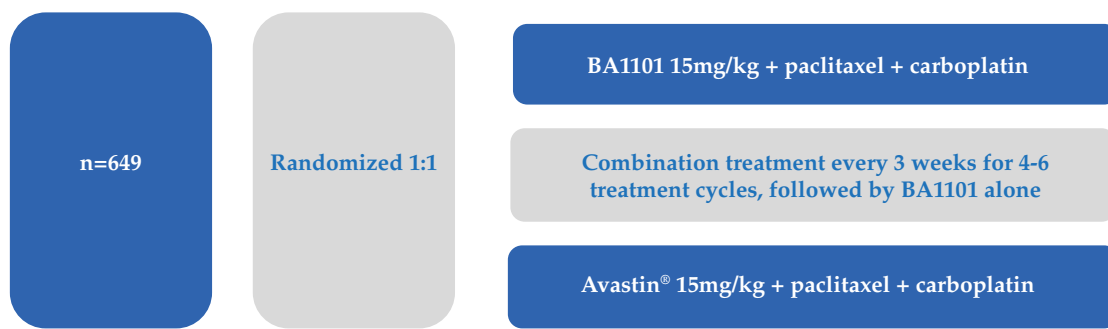 n=649
Randomized 1:1
BA1101 15mg/kg + paclitaxel + carboplatin
Combination treatment every 3 weeks for 4-6
treatment cycles, followed by BA1101 alone
Avastin® 15mg/kg + paclitaxel + carboplatin